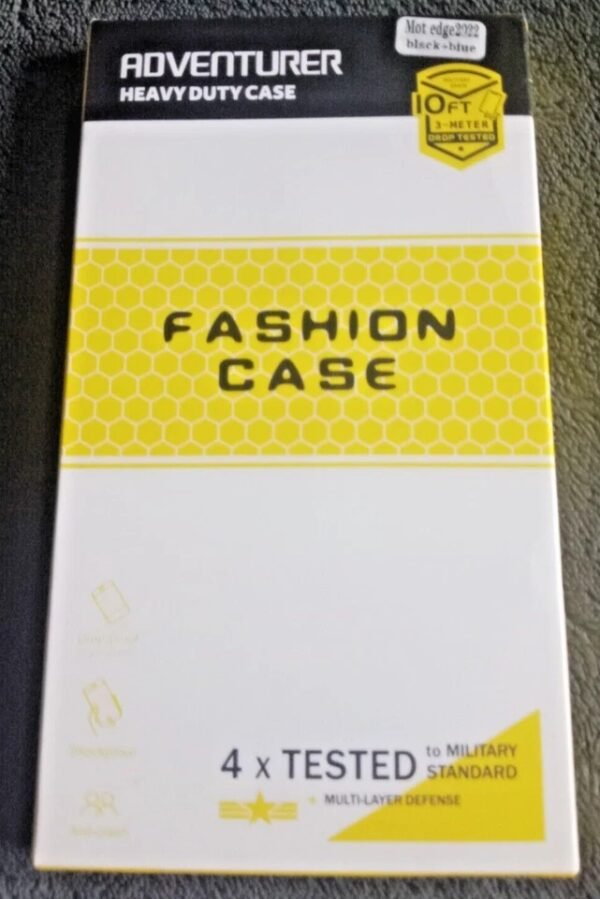 Mot edge2022
black+blue
ADVENTURER
HEAVY DUTY CASE
10FT
3-METER
DROP TESTED
FASHION
CASE
Shockproof
4 x TESTED to MILITARY
STANDARD
MULTI-LAYER DEFENSE